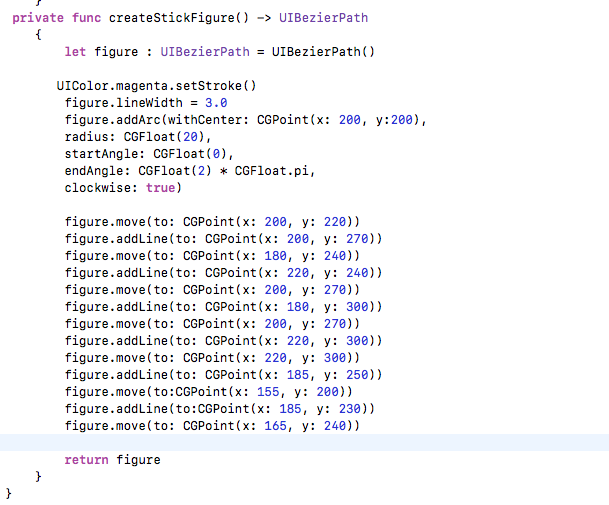 }
private func createStickFigure() -> UIBezierPath
{
let figure : UIBezierPath = UIBezierPath()
UIColor.magenta.setStroke()
figure.lineWidth = 3.0
figure.addArc(withCenter: CGPoint(x: 200, y:200),
radius: CGFloat(20),
startAngle: CGFloat(0),
endAngle: CGFloat(2) * CGFloat.pi,
clockwise: true)
figure.move(to: CGPoint(x: 200, y: 220))
figure.addLine(to: CGPoint(x: 200, y: 270))
figure.move(to: CGPoint(x: 180, y: 240))
figure.addLine(to: CGPoint(x: 220, y: 240))
figure.move(to: CGPoint(x: 200, y: 270))
figure.addLine(to: CGPoint(x: 180, y: 300))
figure.move(to: CGPoint(x: 200, y: 270))
figure.addLine(to: CGPoint(x: 220, y: 300))
figure.move(to: CGPoint(x: 220, y: 300))
figure.addLine(to: CGPoint(x: 185, y: 250))
figure.move(to:CGPoint(x: 155, y: 200))
figure.addLine(to:CGPoint(x: 185, y: 230))
figure.move(to: CGPoint(x: 165, y: 240))
return figure
}
}